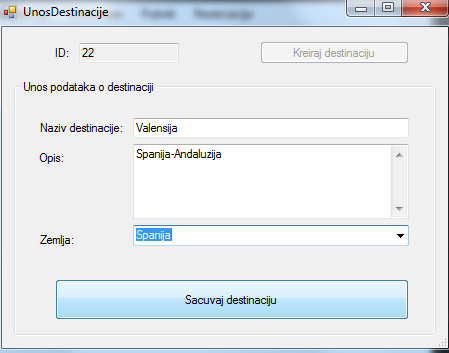 UnosDestinacije
ID: 22
Kreiraj destinaciju
Unos podataka o destinaciji
Naziv destinacije: Valensija
Opis: Spanija-Andaluzija
Zemlja: Spanija
Sacuvaj destinaciju